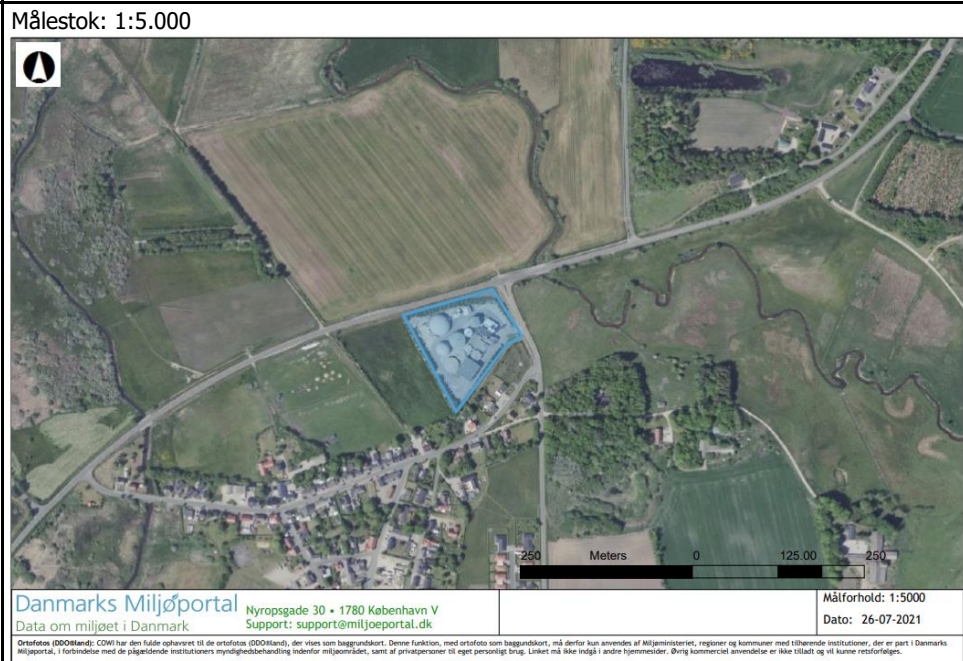 Målestok: 1:5.000
250 Meters 0 125.00 250
Danmarks Miljøportal
Data om miljøet i Danmark
Nyropsgade 30 • 1780 København V
Support: support@miljoeportal.dk
Målforhold: 1:5000
Dato: 26-07-2021
Ortofotos (DDO®land): COWI har den fulde ophavsret til de ortofotos (DDO®land), der vises som baggrundskort. Denne funktion, med ortofoto som baggundskort, må derfor kun anvendes af Miljøministeriet, regioner og kommuner med tilhørende institutioner, der er part i Danmarks
Miljøportal, i forbindelse med de pågældende institutioners myndighedsbehandling indenfor miljøområdet, samt af privatpersoner til eget personligt brug. Linket må ikke indgå i andre hjemmesider. Øvrig kommerciel anvendelse er ikke tilladt og vil kunne retsforfølges.